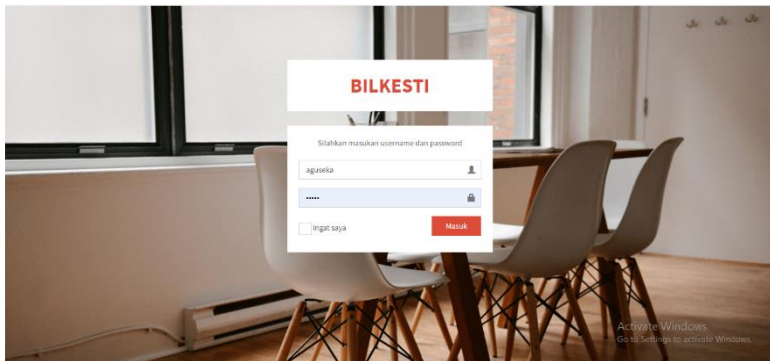 BILKESTI
Silahkan masukan username dan password
aguseka
•••••
Ingat saya
Masuk
Activate Windows
Go to Settings to activate Windows.